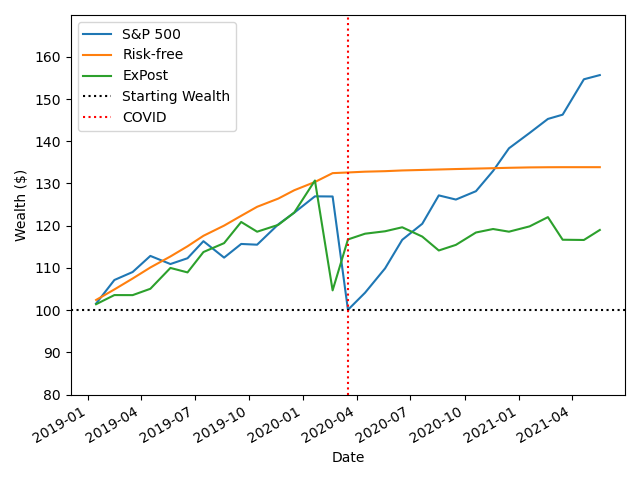 S&P 500
Risk-free
ExPost
Starting Wealth
COVID
Wealth ($)
160
150
140
130
120
110
100
90
80
2019-01
2019-04
2019-07
2019-10
2020-01
2020-04
2020-07
2020-10
2021-01
2021-04
Date